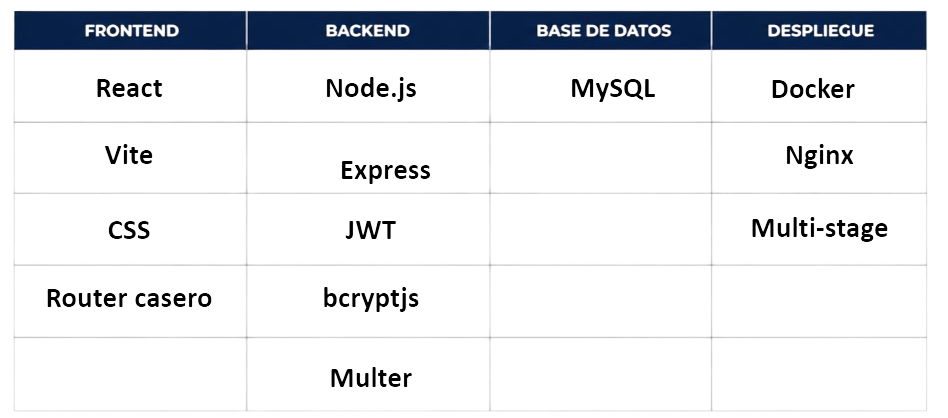 FRONTEND BACKEND BASE DE DATOS DESPLIEGUE
React Node.js MySQL Docker
Vite Express Nginx
CSS JWT Multi-stage
Router casero bcryptjs
Multer